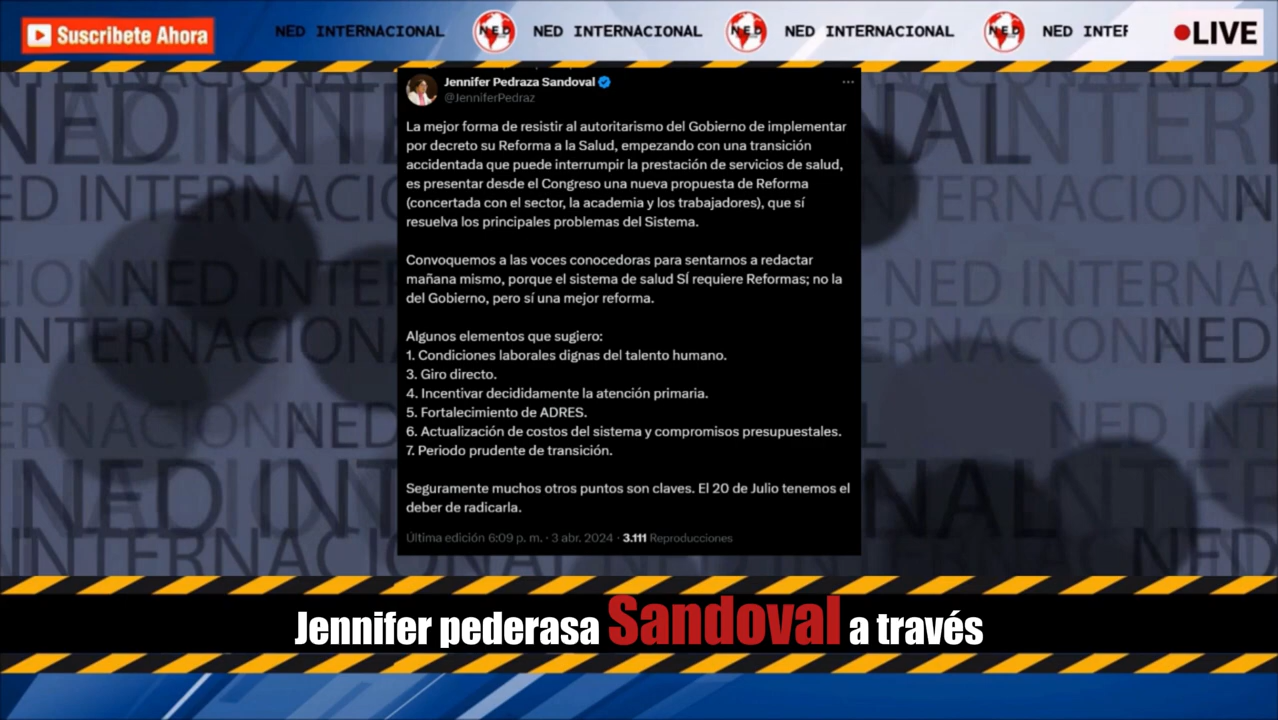 Suscribete Ahora
NED INTERNACIONAL NED NED INTERNACIONAL NED NED INTERNACIONAL NED NED INTER
LIVE
Jennifer Pedraza Sandoval
@JenniferPedraz
La mejor forma de resistir al autoritarismo del Gobierno de implementar
por decreto su Reforma a la Salud, empezando con una transición
accidentada que puede interrumpir la prestación de servicios de salud,
es presentar desde el Congreso una nueva propuesta de Reforma
(concertada con el sector, la academia y los trabajadores), que sí
resuelva los principales problemas del Sistema.
Convoquemos a las voces conocedoras para sentarnos a redactar
mañana mismo, porque el sistema de salud SÍ requiere Reformas; no la
del Gobierno, pero sí una mejor reforma.
Algunos elementos que sugiero:
1. Condiciones laborales dignas del talento humano.
3. Giro directo.
4. Incentivar decididamente la atención primaria.
5. Fortalecimiento de ADRES.
6. Actualización de costos del sistema y compromisos presupuestales.
7. Periodo prudente de transición.
Seguramente muchos otros puntos son claves. El 20 de Julio tenemos el
deber de radicarla.
Última edición 6:09 p. m. · 3 abr. 2024 · 3.111 Reproducciones
Jennifer pederasa Sandoval a través